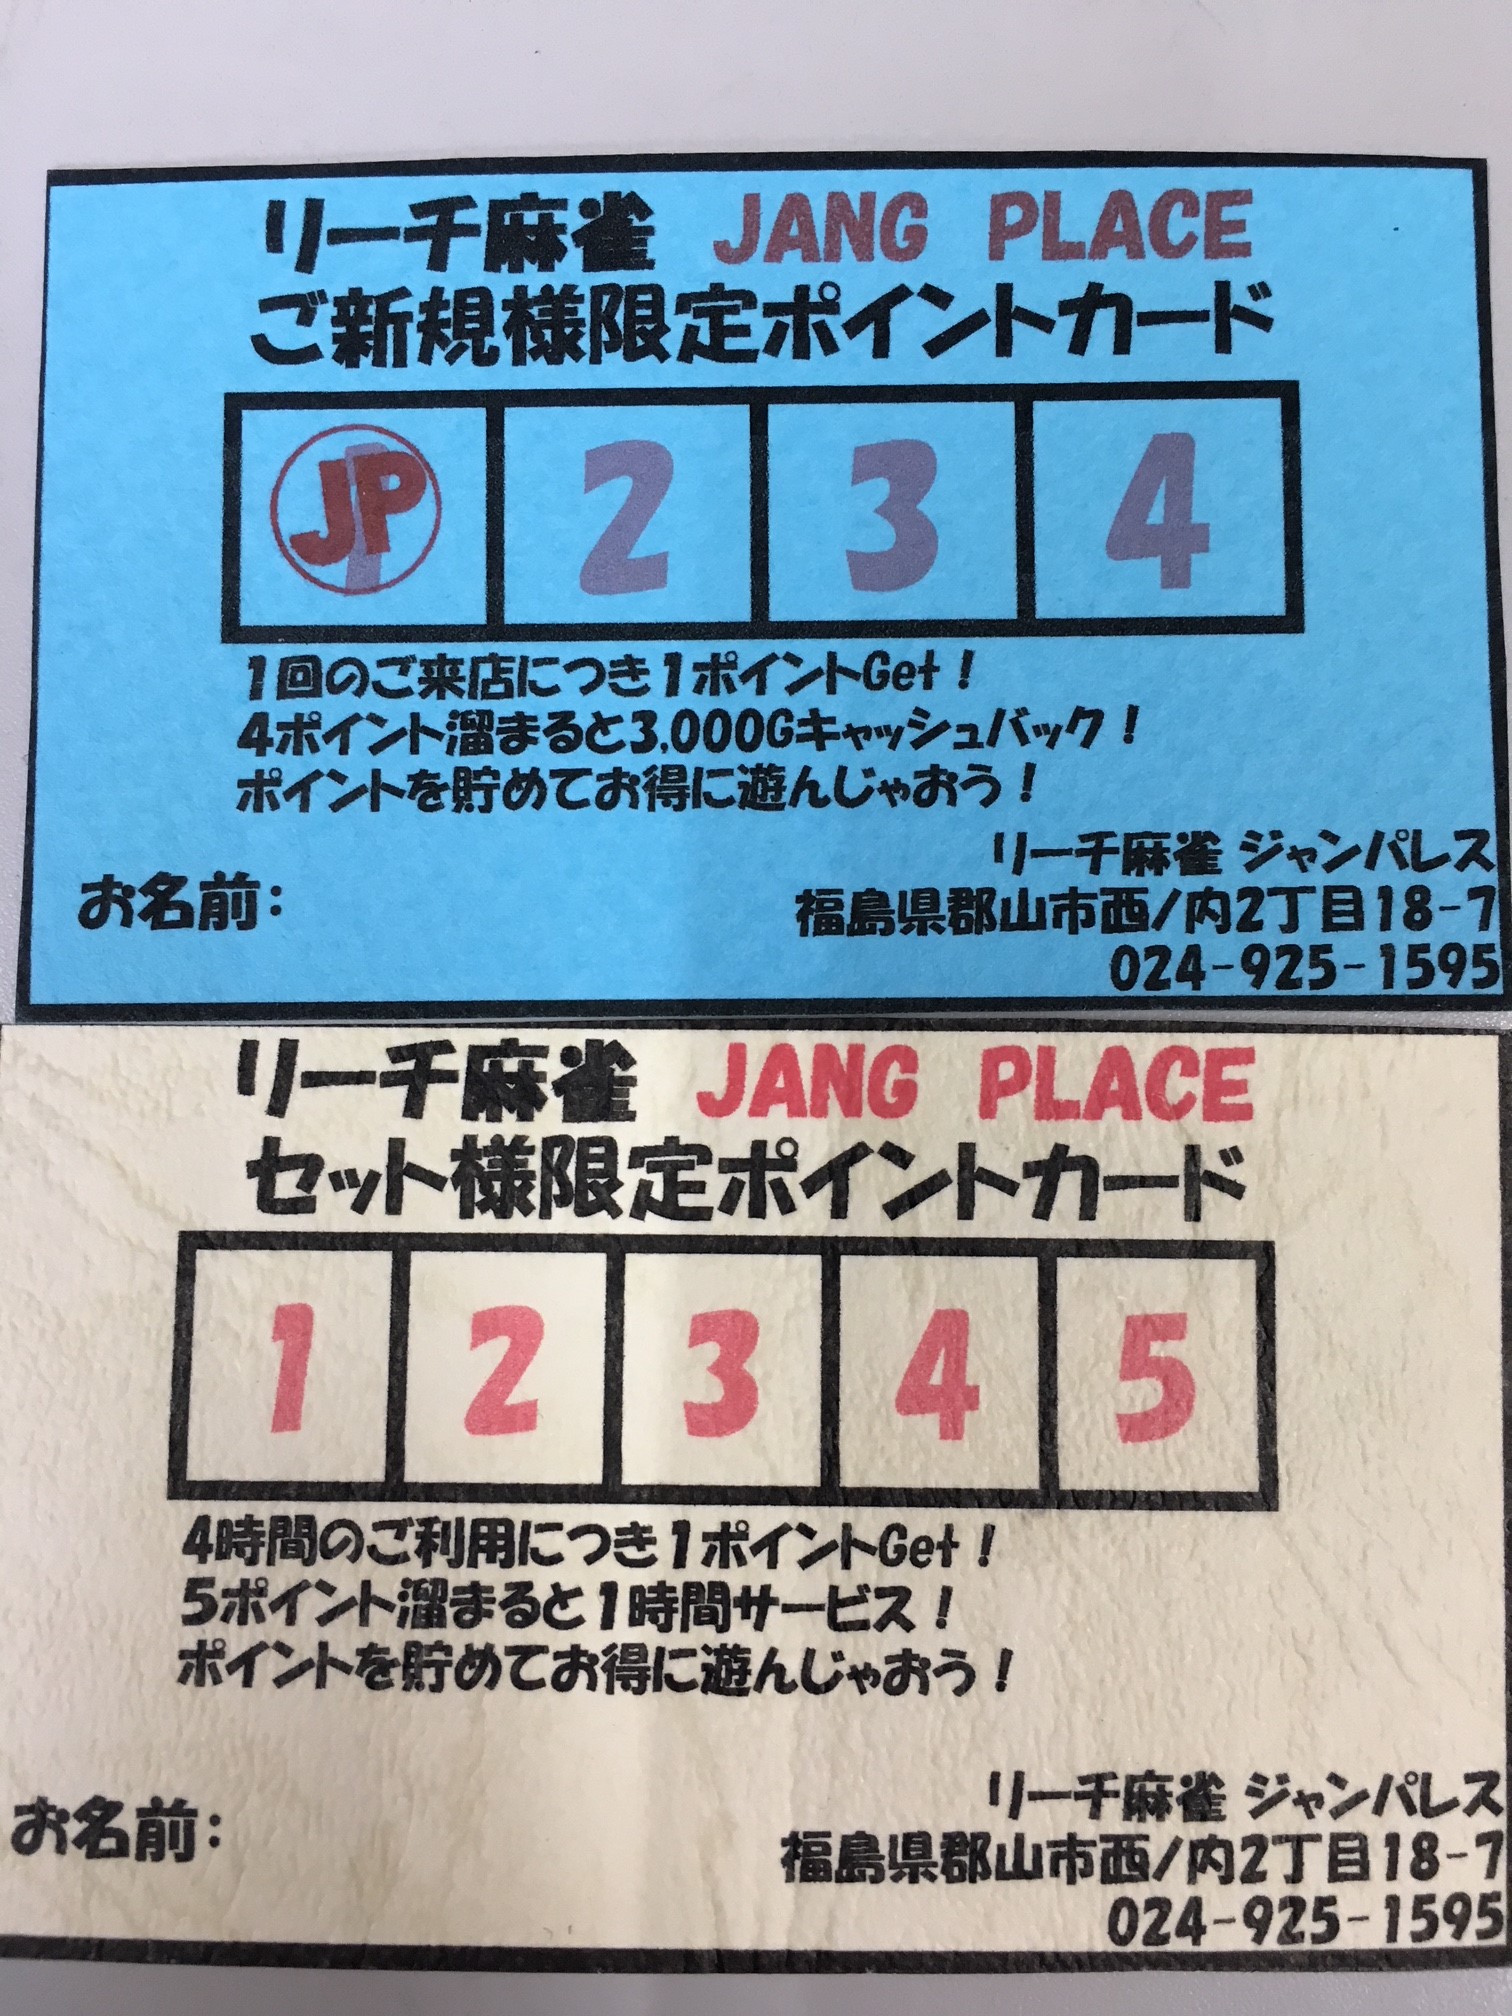 リーチ麻雀 JANG PLACE
ご新規様限定ポイントカード
1 JP 2 3 4
1回のご来店につき1ポイントGet！
4ポイント溜まると3,000Gキャッシュバック！
ポイントを貯めてお得に遊んじゃおう！
リーチ麻雀 ジャンパレス
お名前：
福島県郡山市西ノ内2丁目18-7
024-925-1595
リーチ麻雀 JANG PLACE
セット様限定ポイントカード
1 2 3 4 5
4時間のご利用につき1ポイントGet！
5ポイント溜まると1時間サービス！
ポイントを貯めてお得に遊んじゃおう！
リーチ麻雀 ジャンパレス
お名前：
福島県郡山市西ノ内2丁目18-7
024-925-1595